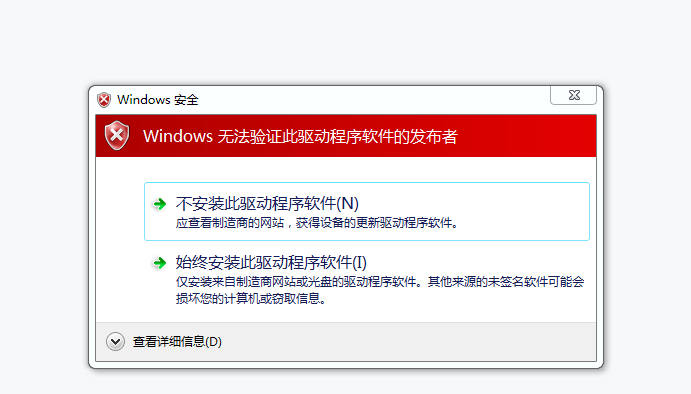 Windows 安全
Windows 无法验证此驱动程序软件的发布者
不安装此驱动程序软件(N)
应查看制造商的网站，获得设备的更新驱动程序软件。
始终安装此驱动程序软件(I)
仅安装来自制造商网站或光盘的驱动程序软件。其他来源的未签名软件可能会
损坏您的计算机或窃取信息。
查看详细信息(D)